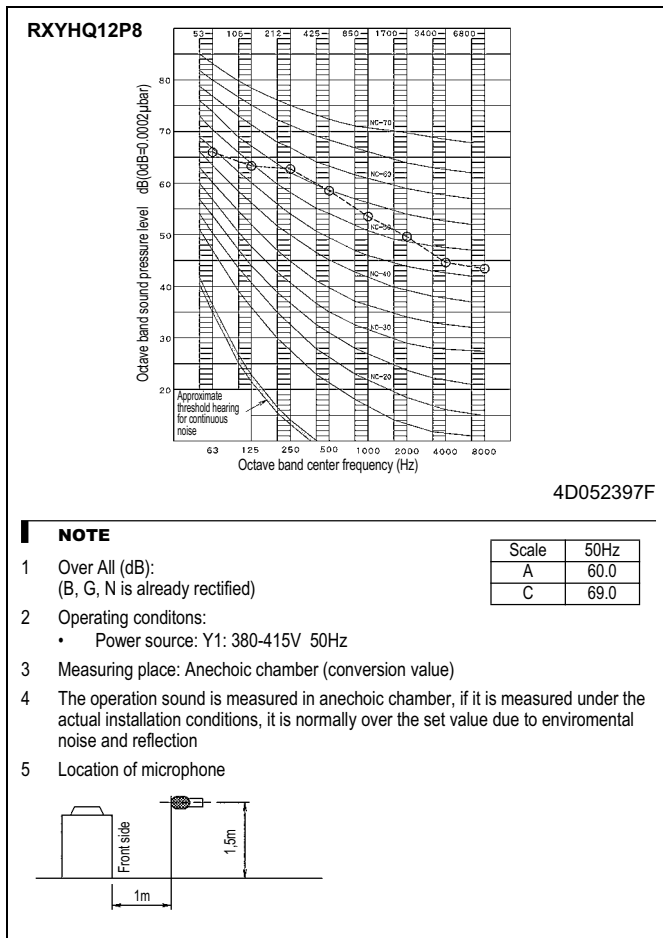 RXYHQ12P8
53 106 212 425 850 1700 3400 6800
80
70
60
50
40
30
20
Octave band sound pressure level dB(0dB=0.0002μbar)
NC-70
NC-60
NC-50
NC-40
NC-30
NC-20
Approximate
threshold hearing
for continuous
noise
63 125 250 500 1000 2000 4000 8000
Octave band center frequency (Hz)
4D052397F
NOTE
1 Over All (dB):
(B, G, N is already rectified)
Scale 50Hz
A 60.0
C 69.0
2 Operating conditons:
• Power source: Y1: 380-415V 50Hz
3 Measuring place: Anechoic chamber (conversion value)
4 The operation sound is measured in anechoic chamber, if it is measured under the
actual installation conditions, it is normally over the set value due to enviromental
noise and reflection
5 Location of microphone
Front side
1,5m
1m